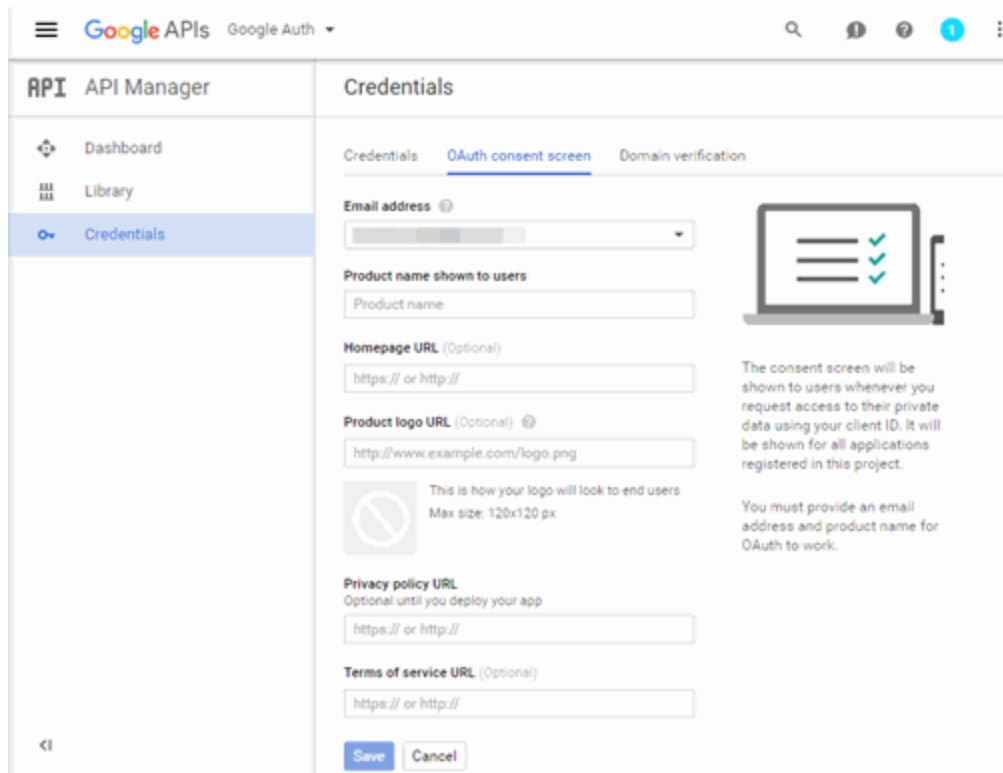 Google APIs Google Auth
1
API API Manager
Credentials
Dashboard
Library
Credentials
Credentials OAuth consent screen Domain verification
Email address
Product name shown to users
Product name
Homepage URL (Optional)
https:// or http://
Product logo URL (Optional)
http://www.example.com/logo.png
This is how your logo will look to end users
Max size: 120x120 px
Privacy policy URL
Optional until you deploy your app
https:// or http://
Terms of service URL (Optional)
https:// or http://
Save Cancel
The consent screen will be
shown to users whenever you
request access to their private
data using your client ID. It will
be shown for all applications
registered in this project.
You must provide an email
address and product name for
OAuth to work.